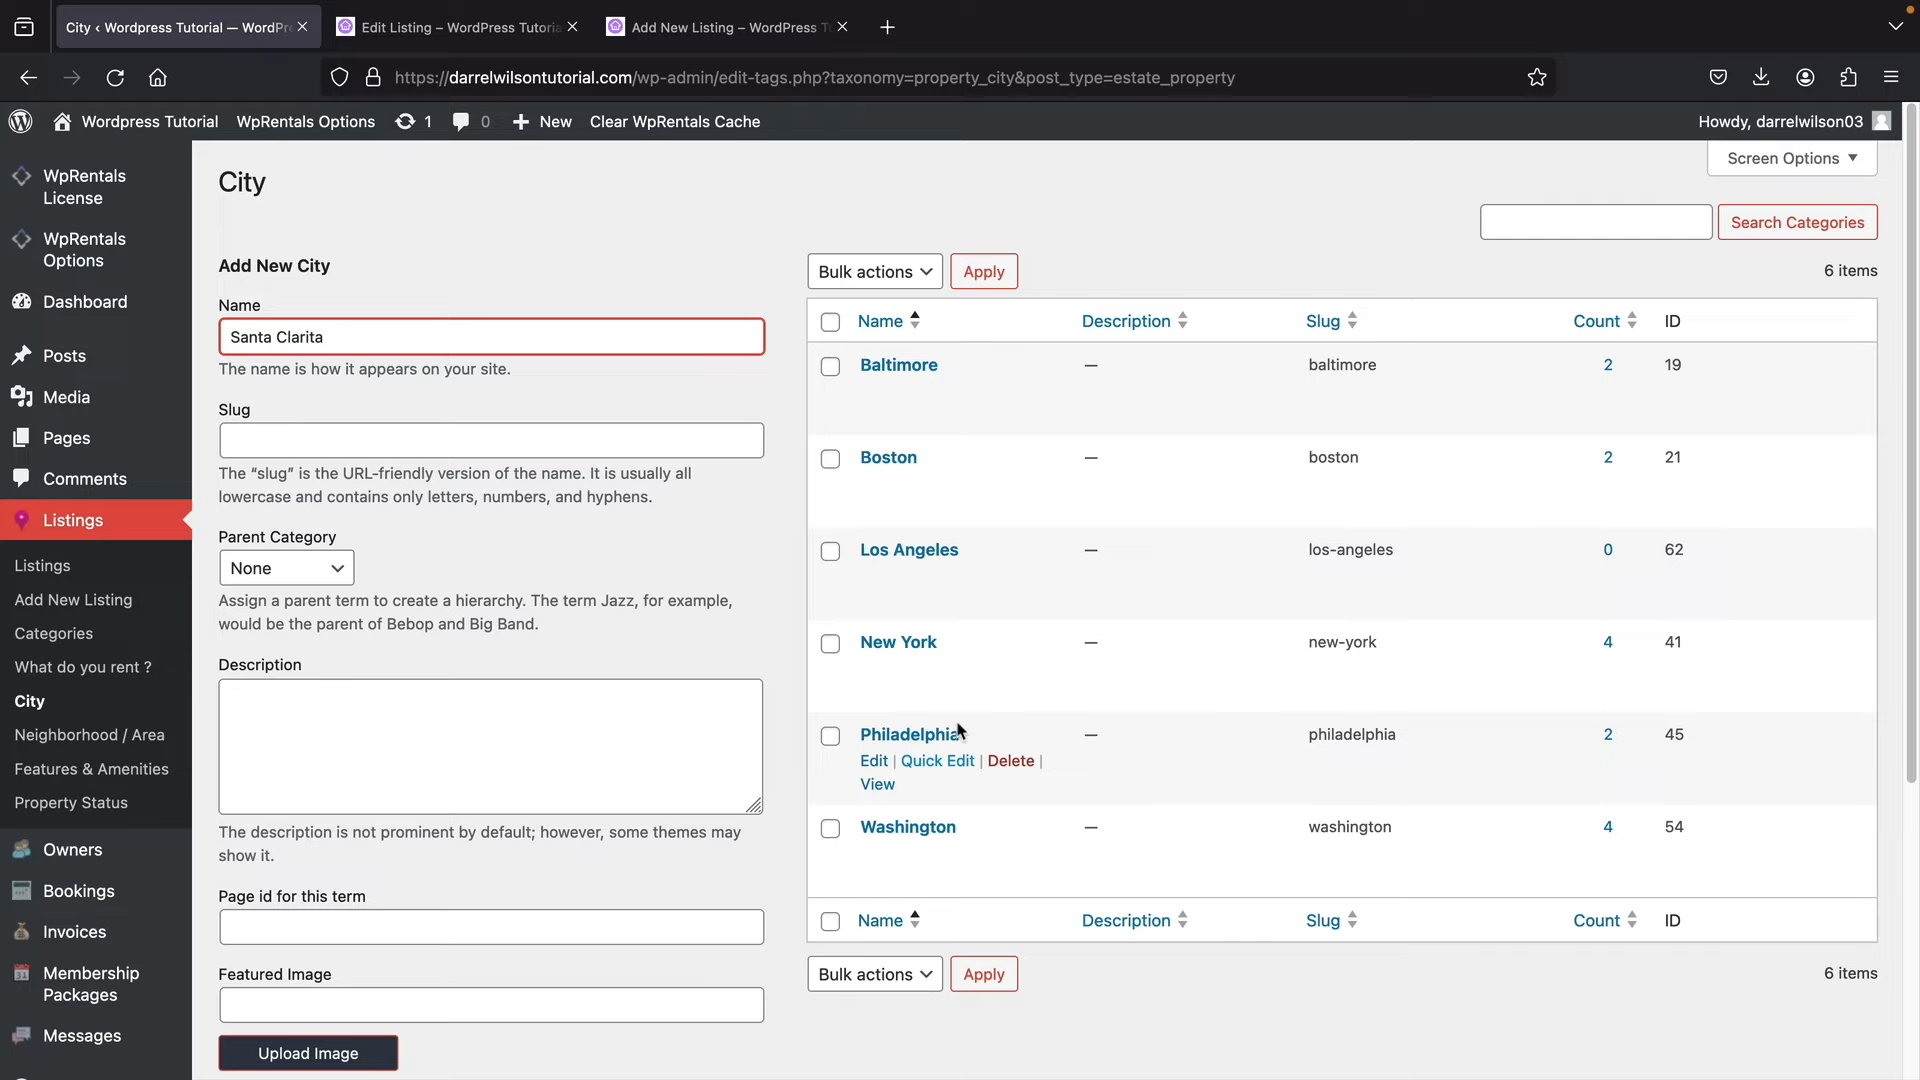 City ‹ Wordpress Tutorial — WordPr
Edit Listing – WordPress Tutoria
Add New Listing – WordPress T
https://darrelwilsontutorial.com/wp-admin/edit-tags.php?taxonomy=property_city&post_type=estate_property
Wordpress Tutorial
WpRentals Options
1
0
New
Clear WpRentals Cache
Howdy, darrelwilson03
WpRentals
License
WpRentals
Options
Dashboard
Posts
Media
Pages
Comments
Listings
Listings
Add New Listing
Categories
What do you rent ?
City
Neighborhood / Area
Features & Amenities
Property Status
Owners
Bookings
Invoices
Membership
Packages
Messages
Screen Options
City
Search Categories
Add New City
Name
Santa Clarita
The name is how it appears on your site.
Slug
The “slug” is the URL-friendly version of the name. It is usually all
lowercase and contains only letters, numbers, and hyphens.
Parent Category
None
Assign a parent term to create a hierarchy. The term Jazz, for example,
would be the parent of Bebop and Big Band.
Description
The description is not prominent by default; however, some themes may
show it.
Page id for this term
Featured Image
Upload Image
Bulk actions
Apply
6 items
Name Description Slug Count ID
Baltimore — baltimore 2 19
Boston — boston 2 21
Los Angeles — los-angeles 0 62
New York — new-york 4 41
Philadelphia — philadelphia 2 45
Edit | Quick Edit | Delete |
View
Washington — washington 4 54
Name Description Slug Count ID
Bulk actions
Apply
6 items